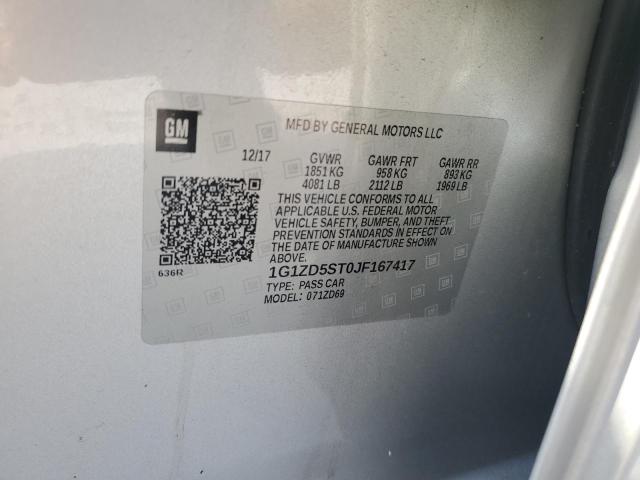 GM
MFD BY GENERAL MOTORS LLC
12/17 GVWR GAWR FRT GAWR RR
1851 KG 958 KG 893 KG
4081 LB 2112 LB 1969 LB
THIS VEHICLE CONFORMS TO ALL
APPLICABLE U.S. FEDERAL MOTOR
VEHICLE SAFETY, BUMPER, AND THEFT
PREVENTION STANDARDS IN EFFECT ON
THE DATE OF MANUFACTURE SHOWN
ABOVE.
636R
1G1ZD5ST0JF167417
TYPE: PASS CAR
MODEL: 071ZD69